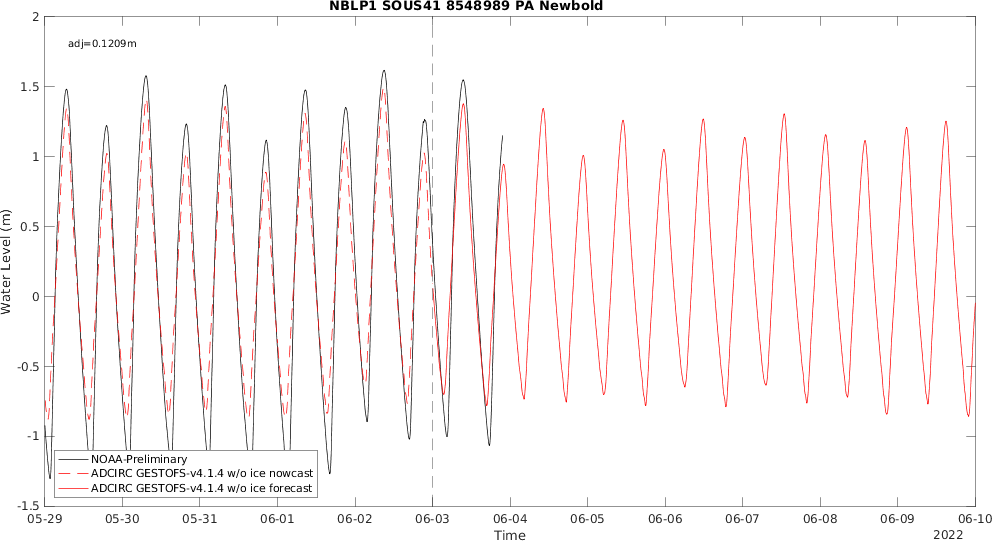 NBLP1 SOUS41 8548989 PA Newbold
adj=0.1209m
Water Level (m)
2
1.5
1
0.5
0
-0.5
-1
-1.5
NOAA-Preliminary
ADCIRC GESTOFS-v4.1.4 w/o ice nowcast
ADCIRC GESTOFS-v4.1.4 w/o ice forecast
05-29 05-30 05-31 06-01 06-02 06-03 06-04 06-05 06-06 06-07 06-08 06-09 06-10
Time
2022